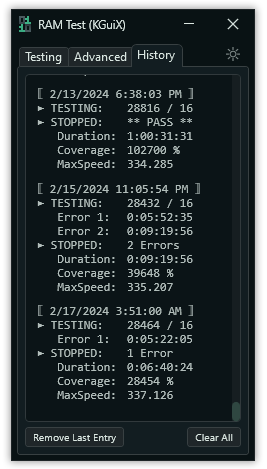 RAM Test (KGuiX)
Testing Advanced History
〚 2/13/2024 6:38:03 PM 〛
► TESTING: 28816 / 16
► STOPPED: ** PASS **
Duration: 1:00:31:31
Coverage: 102700 %
MaxSpeed: 334.285
〚 2/15/2024 11:05:54 PM 〛
► TESTING: 28432 / 16
Error 1: 0:05:52:35
Error 2: 0:09:19:56
► STOPPED: 2 Errors
Duration: 0:09:19:56
Coverage: 39648 %
MaxSpeed: 335.207
〚 2/17/2024 3:51:00 AM 〛
► TESTING: 28464 / 16
Error 1: 0:05:22:05
► STOPPED: 1 Error
Duration: 0:06:40:24
Coverage: 28454 %
MaxSpeed: 337.126
Remove Last Entry Clear All